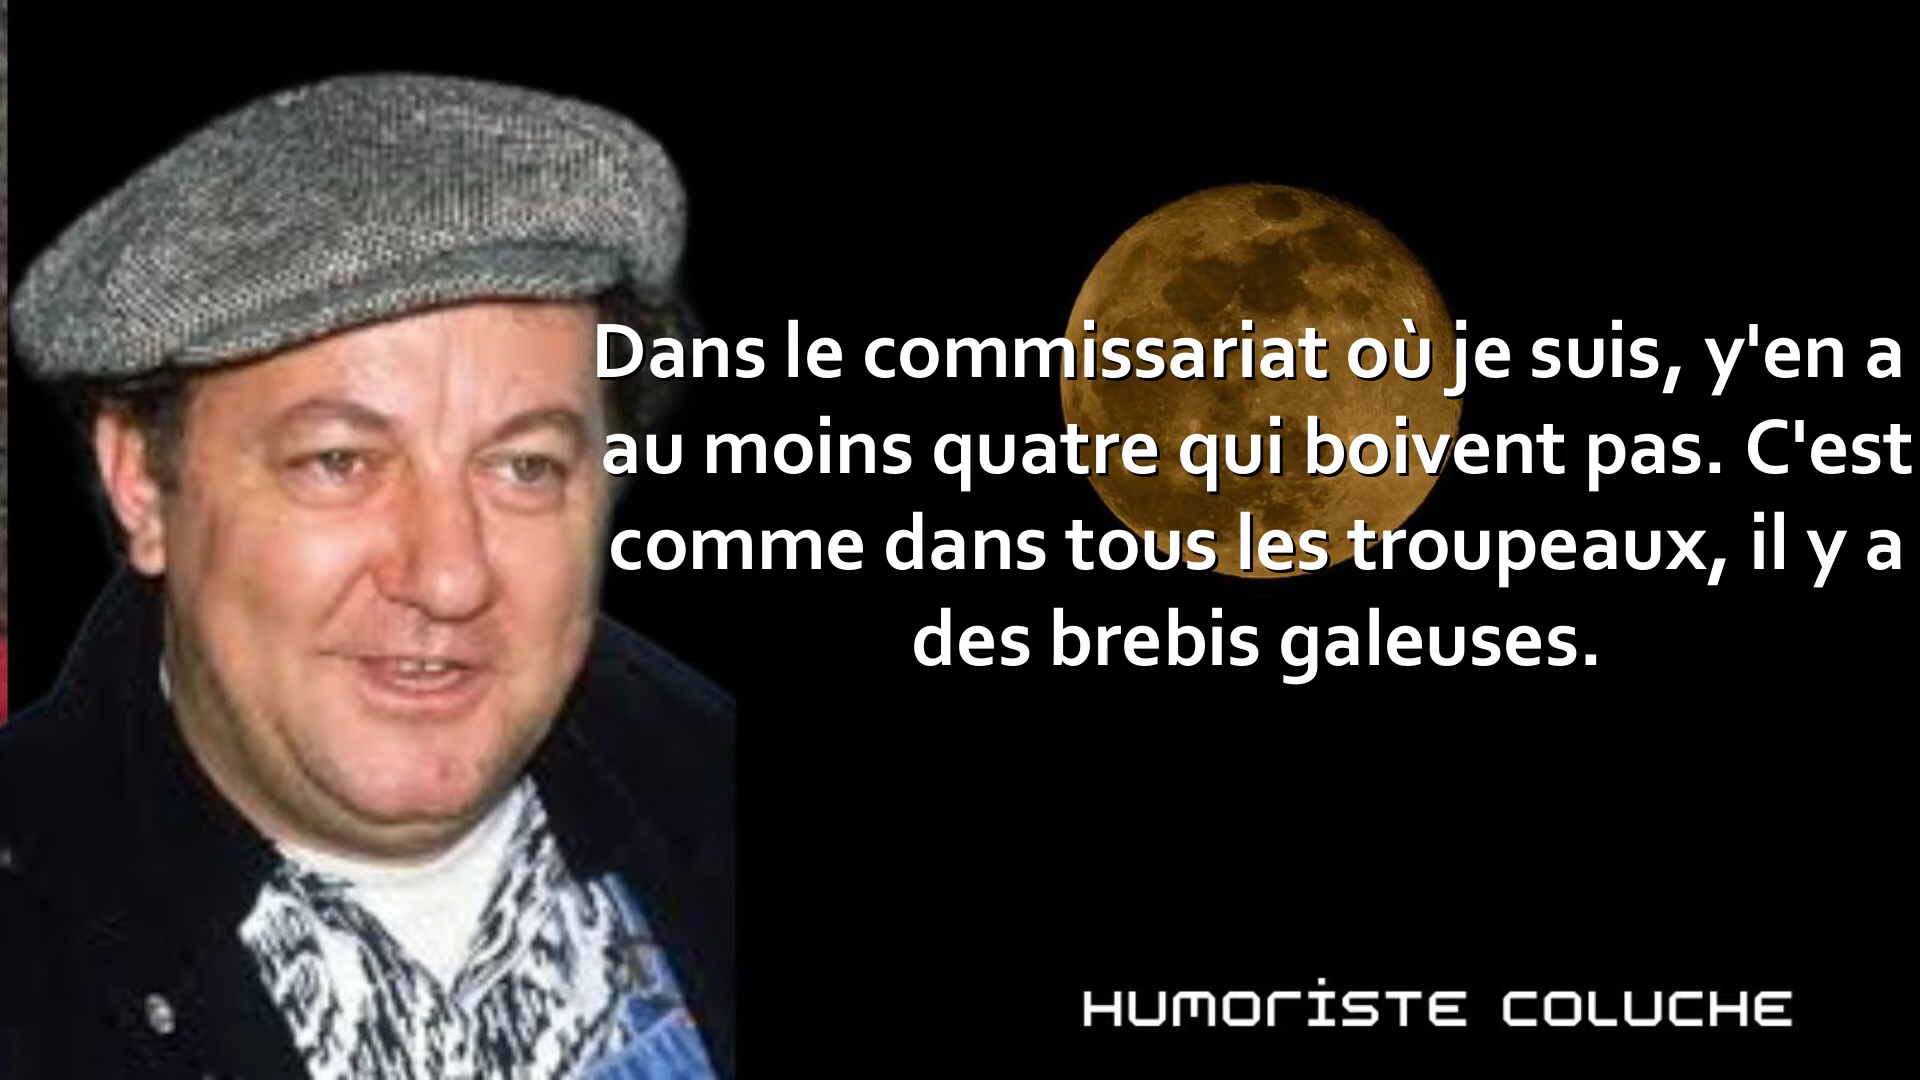 Dans le commissariat où je suis, y'en a
au moins quatre qui boivent pas. C'est
comme dans tous les troupeaux, il y a
des brebis galeuses.
HUMORISTE COLUCHE